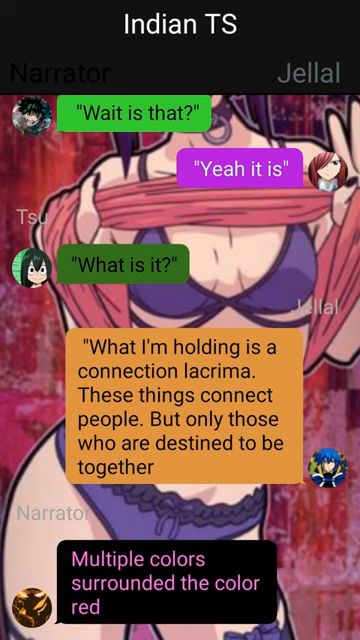 Indian TS
Narrator
Jellal
"Wait is that?"
"Yeah it is"
Tsu
"What is it?"
Jellal
"What I'm holding is a
connection lacrima.
These things connect
people. But only those
who are destined to be
together
Narrator
Multiple colors
surrounded the color
red